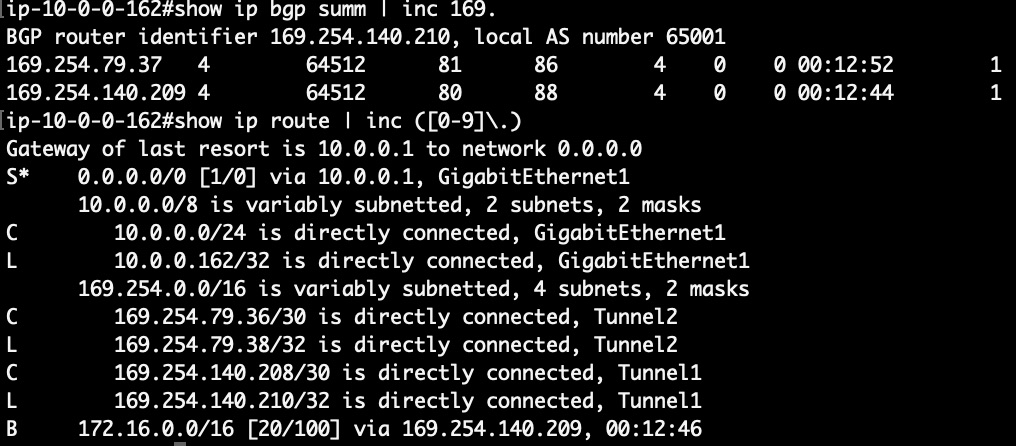 ip-10-0-0-162#show ip bgp summ | inc 169.
BGP router identifier 169.254.140.210, local AS number 65001
169.254.79.37   4        64512      81      86        4    0    0 00:12:52        1
169.254.140.209 4        64512      80      88        4    0    0 00:12:44        1
[ip-10-0-0-162#show ip route | inc ([0-9]\.)
Gateway of last resort is 10.0.0.1 to network 0.0.0.0
S*    0.0.0.0/0 [1/0] via 10.0.0.1, GigabitEthernet1
      10.0.0.0/8 is variably subnetted, 2 subnets, 2 masks
C        10.0.0.0/24 is directly connected, GigabitEthernet1
L        10.0.0.162/32 is directly connected, GigabitEthernet1
      169.254.0.0/16 is variably subnetted, 4 subnets, 2 masks
C        169.254.79.36/30 is directly connected, Tunnel2
L        169.254.79.38/32 is directly connected, Tunnel2
C        169.254.140.208/30 is directly connected, Tunnel1
L        169.254.140.210/32 is directly connected, Tunnel1
B     172.16.0.0/16 [20/100] via 169.254.140.209, 00:12:46